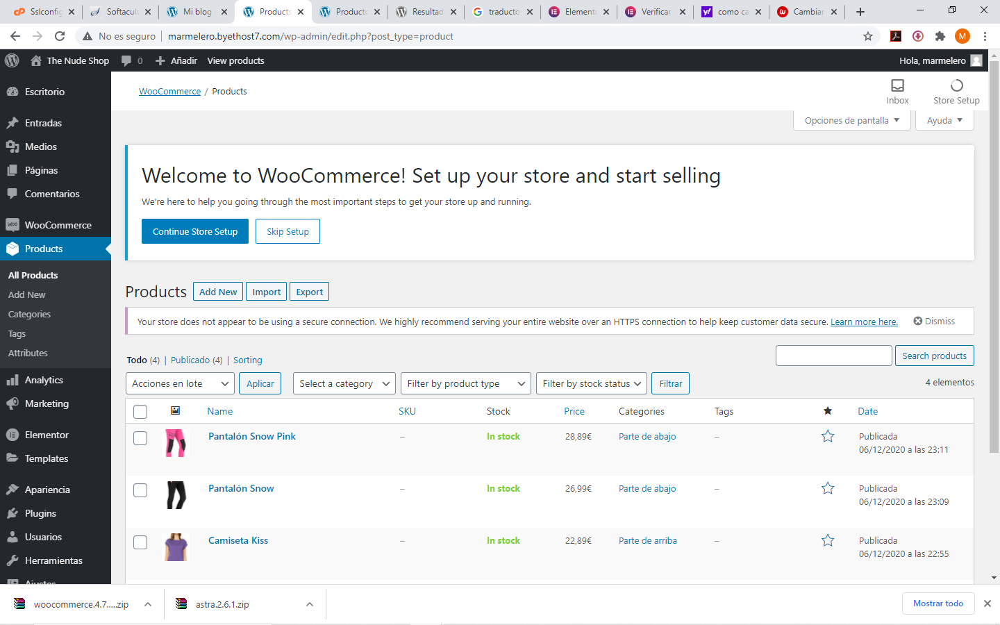 Sslconfig
Softacul
Mi blog
Products
Producto
Resultad
traducto
Elemento
Verificar
como ca
Cambiar
No es seguro | marmelero.byethost7.com/wp-admin/edit.php?post_type=product
M
The Nude Shop 0 Añadir View products
Hola, marmelero
Escritorio
Entradas
Medios
Páginas
Comentarios
WooCommerce
Products
All Products
Add New
Categories
Tags
Attributes
Analytics
Marketing
Elementor
Templates
Apariencia
Plugins
Usuarios
Herramientas
Ajustes
WooCommerce / Products
Inbox
Store Setup
Opciones de pantalla
Ayuda
Welcome to WooCommerce! Set up your store and start selling
We're here to help you going through the most important steps to get your store up and running.
Continue Store Setup Skip Setup
Products Add New Import Export
Your store does not appear to be using a secure connection. We highly recommend serving your entire website over an HTTPS connection to help keep customer data secure. Learn more here. Dismiss
Todo (4) | Publicado (4) | Sorting
Search products
Acciones en lote Aplicar Select a category Filter by product type Filter by stock status Filtrar
4 elementos
Name SKU Stock Price Categories Tags Date
Pantalón Snow Pink – In stock 28,89€ Parte de abajo – Publicada
06/12/2020 a las 23:11
Pantalón Snow – In stock 26,99€ Parte de abajo – Publicada
06/12/2020 a las 23:09
Camiseta Kiss – In stock 22,89€ Parte de arriba – Publicada
06/12/2020 a las 22:55
woocommerce.4.7.....zip
astra.2.6.1.zip
Mostrar todo